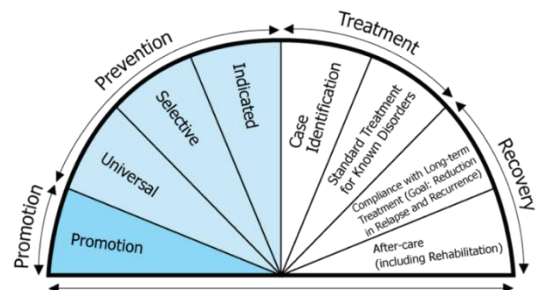 Promotion
Prevention
Treatment
Recovery
Promotion
Universal
Selective
Indicated
Case
Identification
Standard Treatment
for Known Disorders
Compliance with Long-term
Treatment (Goal: Reduction
in Relapse and Recurrence)
After-care
(including Rehabilitation)